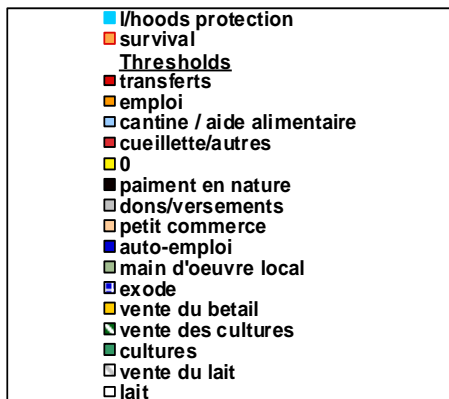 l/hoods protection
survival
Thresholds
transferts
emploi
cantine / aide alimentaire
cueillette/autres
0
paiment en nature
dons/versements
petit commerce
auto-emploi
main d'oeuvre local
exode
vente du betail
vente des cultures
cultures
vente du lait
lait